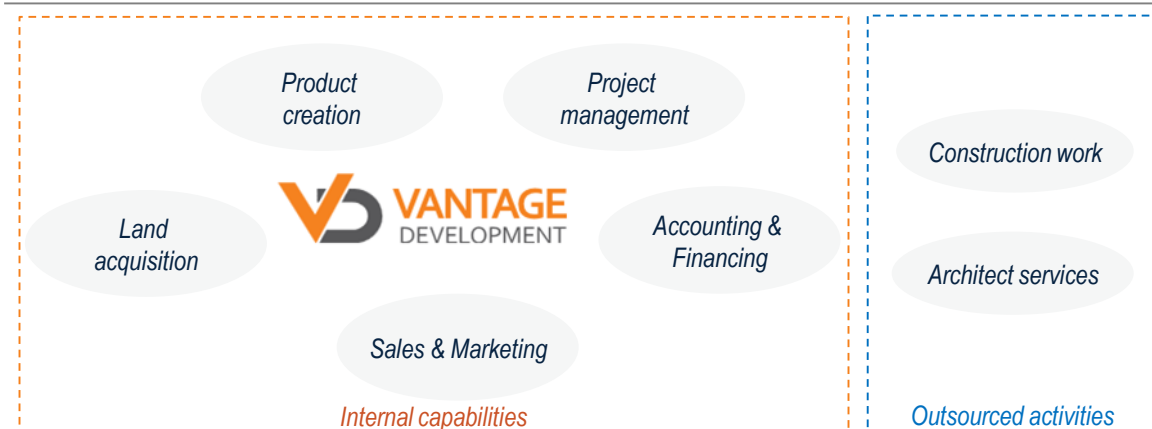 Product
creation
Project
management
Construction work
VD VANTAGE
DEVELOPMENT
Land
acquisition
Accounting &
Financing
Architect services
Sales & Marketing
Internal capabilities
Outsourced activities